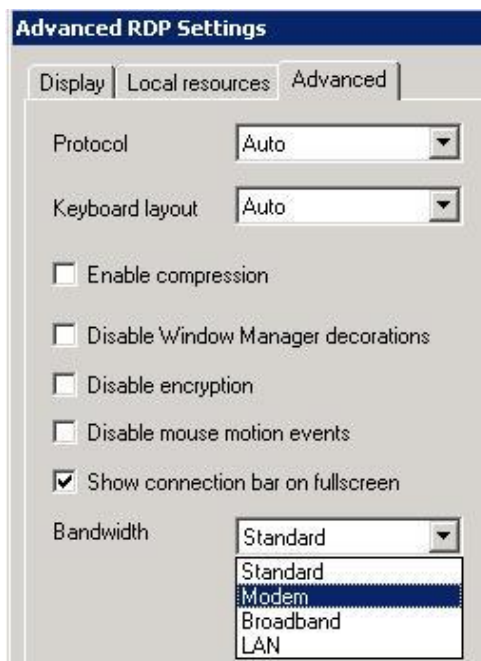 Advanced RDP Settings
Display Local resources Advanced
Protocol Auto
Keyboard layout Auto
Enable compression
Disable Window Manager decorations
Disable encryption
Disable mouse motion events
Show connection bar on fullscreen
Bandwidth Standard
Standard
Modem
Broadband
LAN